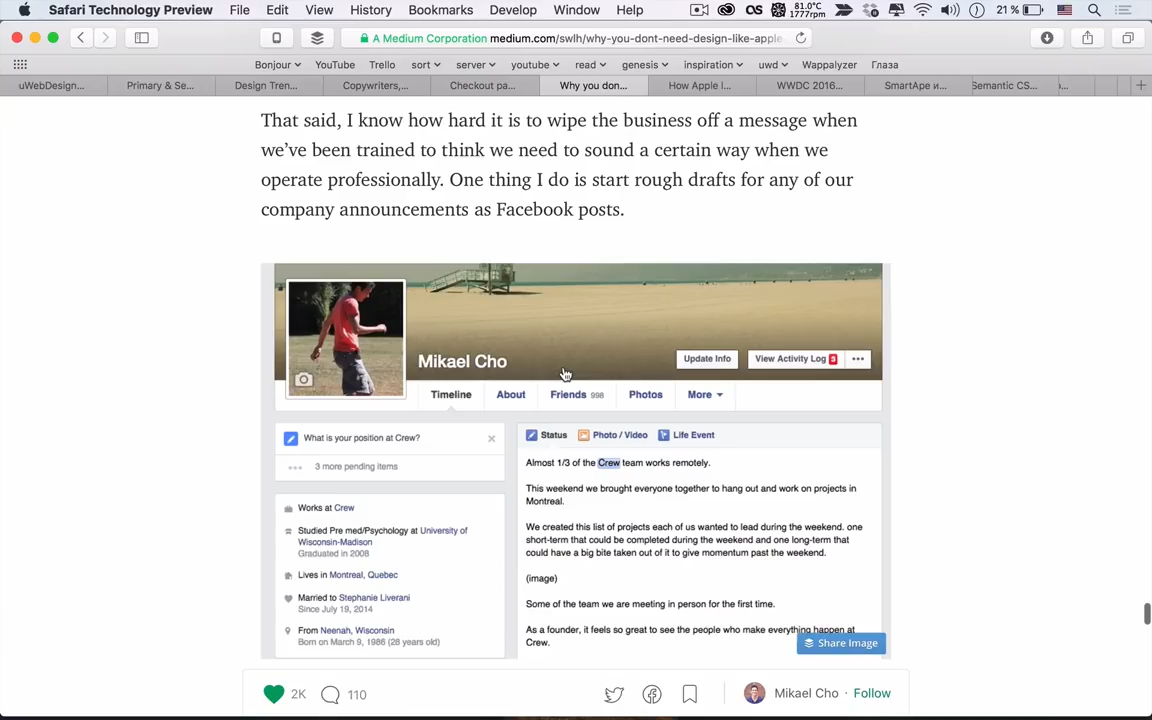 Safari Technology Preview File Edit View History Bookmarks Develop Window Help 81.0°C 1777rpm 21 %
A Medium Corporation medium.com/swlh/why-you-dont-need-design-like-apple-
Bonjour YouTube Trello sort server youtube read genesis inspiration uwd Wappalyzer Глаза
uWebDesign... Primary & Se... Design Tren... Copywriters,... Checkout pa... Why you don... How Apple I... WWDC 2016... SmartApe и... Semantic CS...
That said, I know how hard it is to wipe the business off a message when
we've been trained to think we need to sound a certain way when we
operate professionally. One thing I do is start rough drafts for any of our
company announcements as Facebook posts.
Mikael Cho
Update Info View Activity Log 3
Timeline About Friends 998 Photos More
What is your position at Crew?
3 more pending items
Works at Crew
Studied Pre med/Psychology at University of
Wisconsin-Madison
Graduated in 2008
Lives in Montreal, Quebec
Married to Stephanie Liverani
Since July 19, 2014
From Neenah, Wisconsin
Born on March 9, 1986 (28 years old)
Status Photo / Video Life Event
Almost 1/3 of the Crew team works remotely.
This weekend we brought everyone together to hang out and work on projects in
Montreal.
We created this list of projects each of us wanted to lead during the weekend. one
short-term that could be completed during the weekend and one long-term that
could have a big bite taken out of it to give momentum past the weekend.
(image)
Some of the team we are meeting in person for the first time.
As a founder, it feels so great to see the people who make everything happen at
Crew.
Share Image
2K 110 Mikael Cho · Follow